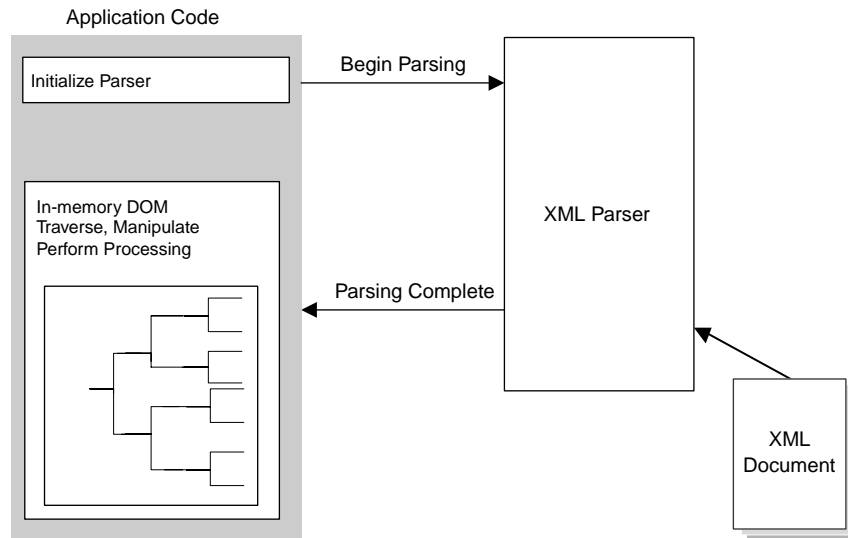 Application Code
Initialize Parser
Begin Parsing
In-memory DOM
Traverse, Manipulate
Perform Processing
XML Parser
Parsing Complete
XML
Document